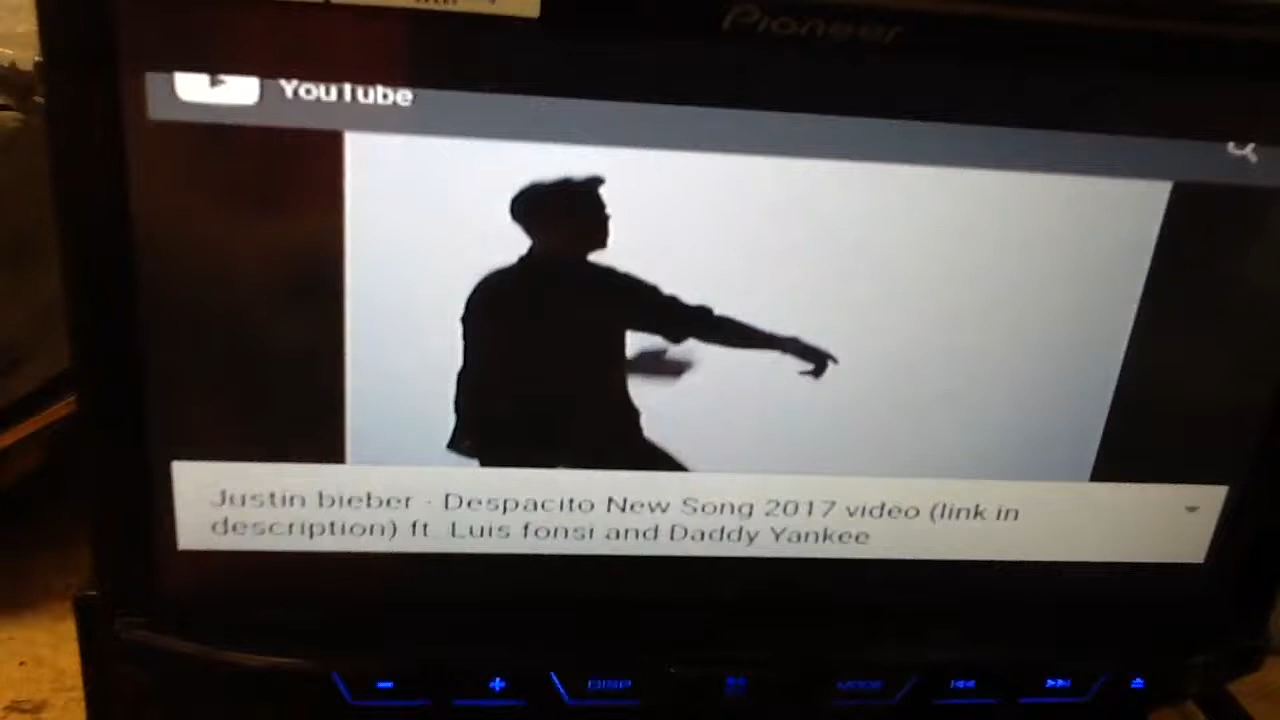 Pioneer
YouTube
Justin bieber - Despacito New Song 2017 video (link in
description) ft. Luis fonsi and Daddy Yankee
DISP
MODE